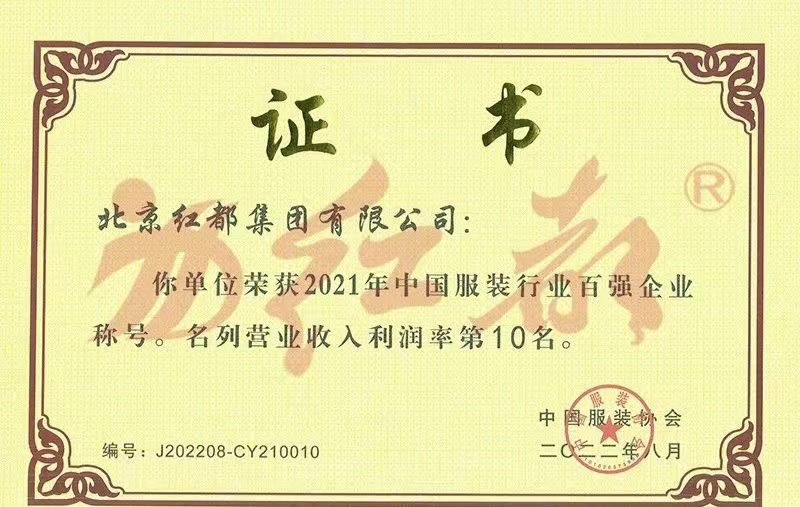 证 书
北京红都集团有限公司:
你单位荣获2021年中国服装行业百强企业
称号。名列营业收入利润率第10名。
红都
®
中国服装协会
二〇二二年八月
编号: J202208-CY210010